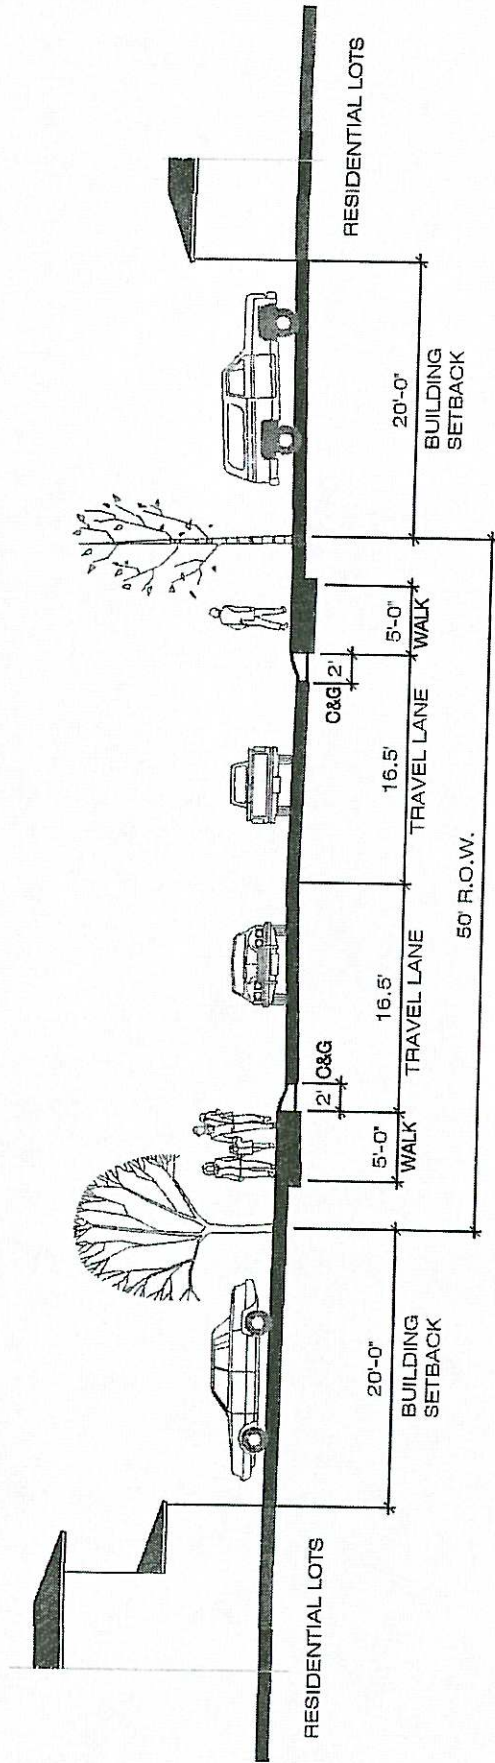 RESIDENTIAL LOTS
20'-0"
BUILDING
SETBACK
5'-0"
WALK
2'
C&G
16.5'
TRAVEL LANE
16.5'
TRAVEL LANE
C&G
2'
5'-0"
WALK
50' R.O.W.
20'-0"
BUILDING
SETBACK
RESIDENTIAL LOTS